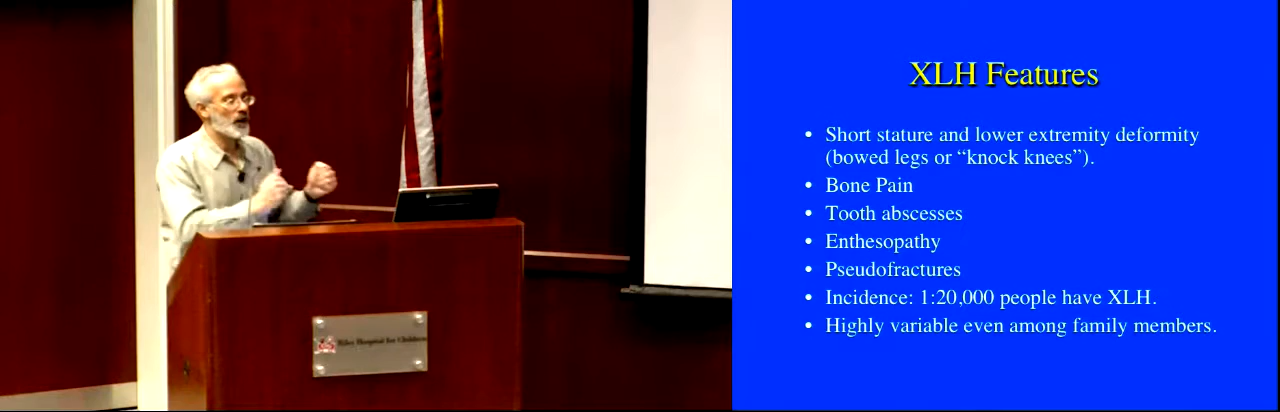 Riley Hospital for Children
XLH Features
• Short stature and lower extremity deformity
(bowed legs or “knock knees”).
• Bone Pain
• Tooth abscesses
• Enthesopathy
• Pseudofractures
• Incidence: 1:20,000 people have XLH.
• Highly variable even among family members.